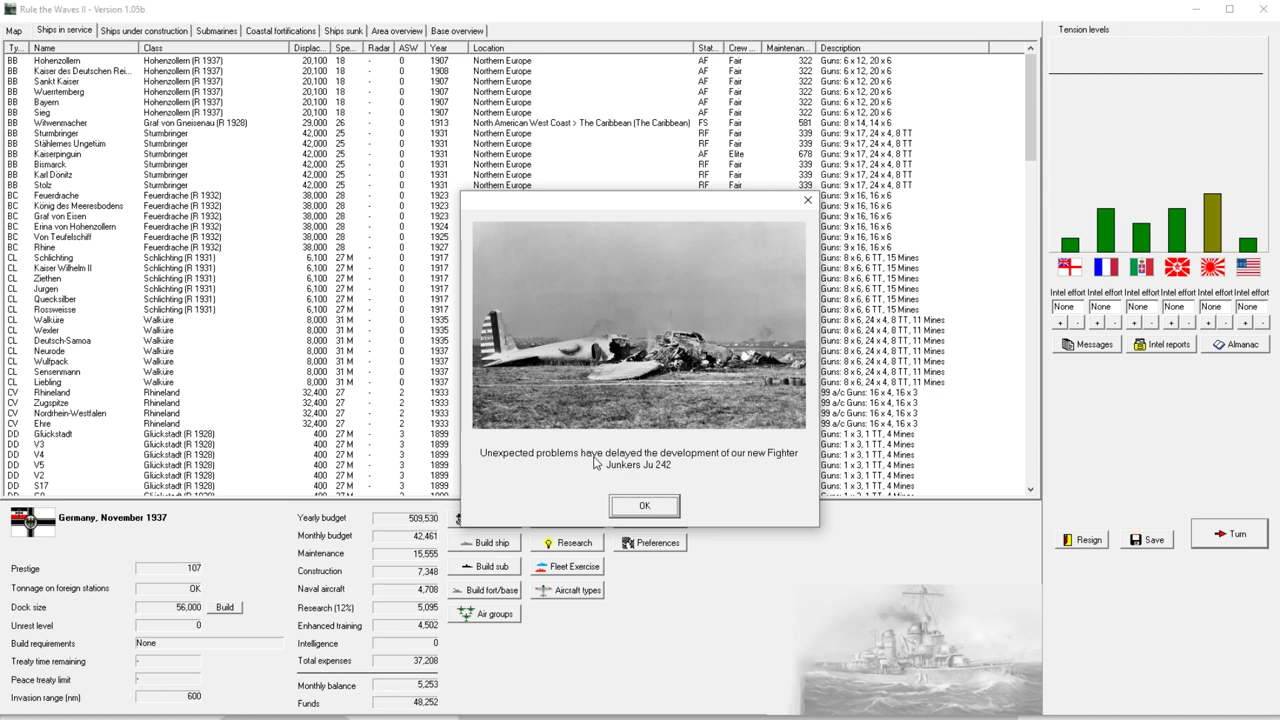 Rule the Waves II - Version 1.05b
Map Ships in service Ships under construction Submarines Coastal fortifications Ships sunk Area overview Base overview
Ty... Name Class Displac... Spe... Radar ASW Year Location Stat... Crew ... Maintenan... Description
BB Hohenzollern Hohenzollern (R 1937) 20,100 18 - 0 1907 Northern Europe AF Fair 322 Guns: 6 x 12, 20 x 6
BB Kaiser des Deutschen Rei... Hohenzollern (R 1937) 20,100 18 - 0 1908 Northern Europe AF Fair 322 Guns: 6 x 12, 20 x 6
BB Sankt Kaiser Hohenzollern (R 1937) 20,100 18 - 0 1907 Northern Europe AF Fair 322 Guns: 6 x 12, 20 x 6
BB Wuerrtemberg Hohenzollern (R 1937) 20,100 18 - 0 1907 Northern Europe AF Fair 322 Guns: 6 x 12, 20 x 6
BB Bayern Hohenzollern (R 1937) 20,100 18 - 0 1907 Northern Europe AF Fair 322 Guns: 6 x 12, 20 x 6
BB Sieg Hohenzollern (R 1937) 20,100 18 - 0 1907 Northern Europe AF Fair 322 Guns: 6 x 12, 20 x 6
BB Witwenmacher Graf von Gneisenau (R 1928) 29,000 26 - 0 1913 North American West Coast > The Caribbean (The Caribbean) FS Fair 581 Guns: 8 x 14, 14 x 6
BB Sturmbringer Sturmbringer 42,000 25 - 0 1931 Northern Europe RF Fair 339 Guns: 9 x 17, 24 x 4, 8 TT
BB Stählernes Ungetüm Sturmbringer 42,000 25 - 0 1931 Northern Europe RF Fair 339 Guns: 9 x 17, 24 x 4, 8 TT
BB Kaiserpinguin Sturmbringer 42,000 25 - 0 1931 Northern Europe AF Elite 678 Guns: 9 x 17, 24 x 4, 8 TT
BB Bismarck Sturmbringer 42,000 25 - 0 1931 Northern Europe RF Fair 339 Guns: 9 x 17, 24 x 4, 8 TT
BB Karl Dönitz Sturmbringer 42,000 25 - 0 1931 Northern Europe RF Fair 339 Guns: 9 x 17, 24 x 4, 8 TT
BB Stolz Sturmbringer 42,000 25 - 0 1931 Northern Europe RF Fair 339 Guns: 9 x 17, 24 x 4, 8 TT
BC Feuerdrache Feuerdrache (R 1932) 38,000 28 - 0 1923 Guns: 9 x 16, 16 x 6
BC König des Meeresbodens Feuerdrache (R 1932) 38,000 28 - 0 1923 Guns: 9 x 16, 16 x 6
BC Graf von Eisen Feuerdrache (R 1932) 38,000 28 - 0 1923 Guns: 9 x 16, 16 x 6
BC Erina von Hohenzollern Feuerdrache (R 1932) 38,000 28 - 0 1924 Guns: 9 x 16, 16 x 6
BC Von Teufelschiff Feuerdrache (R 1932) 38,000 28 - 0 1925 Guns: 9 x 16, 16 x 6
BC Rhine Feuerdrache (R 1932) 38,000 28 - 0 1927 Guns: 9 x 16, 16 x 6
CL Schlichting Schlichting (R 1931) 6,100 27 M - 0 1917 Guns: 8 x 6, 6 TT, 15 Mines
CL Kaiser Wilhelm II Schlichting (R 1931) 6,100 27 M - 0 1917 Guns: 8 x 6, 6 TT, 15 Mines
CL Ziethen Schlichting (R 1931) 6,100 27 M - 0 1917 Guns: 8 x 6, 6 TT, 15 Mines
CL Jurgen Schlichting (R 1931) 6,100 27 M - 0 1917 Guns: 8 x 6, 6 TT, 15 Mines
CL Quecksilber Schlichting (R 1931) 6,100 27 M - 0 1917 Guns: 8 x 6, 6 TT, 15 Mines
CL Rossweisse Schlichting (R 1931) 6,100 27 M - 0 1917 Guns: 8 x 6, 6 TT, 15 Mines
CL Walküre Walküre 8,000 31 M - 0 1935 Guns: 8 x 6, 24 x 4, 8 TT, 11 Mines
CL Wexler Walküre 8,000 31 M - 0 1935 Guns: 8 x 6, 24 x 4, 8 TT, 11 Mines
CL Deutsch-Samoa Walküre 8,000 31 M - 0 1935 Guns: 8 x 6, 24 x 4, 8 TT, 11 Mines
CL Neurode Walküre 8,000 31 M - 0 1937 Guns: 8 x 6, 24 x 4, 8 TT, 11 Mines
CL Wulfpack Walküre 8,000 31 M - 0 1937 Guns: 8 x 6, 24 x 4, 8 TT, 11 Mines
CL Sensenmann Walküre 8,000 31 M - 0 1937 Guns: 8 x 6, 24 x 4, 8 TT, 11 Mines
CL Liebling Walküre 8,000 31 M - 0 1937 Guns: 8 x 6, 24 x 4, 8 TT, 11 Mines
CV Rhineland Rhineland 32,400 27 - 2 1933 99 a/c Guns: 16 x 4, 16 x 3
CV Zugspitze Rhineland 32,400 27 - 2 1933 99 a/c Guns: 16 x 4, 16 x 3
CV Nordrhein-Westfalen Rhineland 32,400 27 - 2 1933 99 a/c Guns: 16 x 4, 16 x 3
CV Ehre Rhineland 32,400 27 - 2 1933 99 a/c Guns: 16 x 4, 16 x 3
DD Glückstadt Glückstadt (R 1928) 400 27 M - 3 1899 Guns: 1 x 3, 1 TT, 4 Mines
DD V3 Glückstadt (R 1928) 400 27 M - 3 1899 Guns: 1 x 3, 1 TT, 4 Mines
DD V4 Glückstadt (R 1928) 400 27 M - 3 1899 Guns: 1 x 3, 1 TT, 4 Mines
DD V5 Glückstadt (R 1928) 400 27 M - 3 1899 Guns: 1 x 3, 1 TT, 4 Mines
DD V2 Glückstadt (R 1928) 400 27 M - 3 1899 Guns: 1 x 3, 1 TT, 4 Mines
DD S17 Glückstadt (R 1928) 400 27 M - 3 1899 Guns: 1 x 3, 1 TT, 4 Mines
Unexpected problems have delayed the development of our new Fighter
Junkers Ju 242
OK
Tension levels
Intel effort Intel effort Intel effort Intel effort Intel effort Intel effort
None None None None None None
+ - + - + - + - + - + -
Messages Intel reports Almanac
Resign Save Turn
Germany, November 1937
Prestige 107
Tonnage on foreign stations OK
Dock size 56,000 Build
Unrest level 0
Build requirements None
Treaty time remaining -
Peace treaty limit -
Invasion range (nm) 600
Yearly budget 509,530
Monthly budget 42,461
Maintenance 15,555
Construction 7,348
Naval aircraft 4,708
Research (12%) 5,095
Enhanced training 4,502
Intelligence 0
Total expenses 37,208
Monthly balance 5,253
Funds 48,252
Build ship Research Preferences
Build sub Fleet Exercise
Build fort/base Aircraft types
Air groups